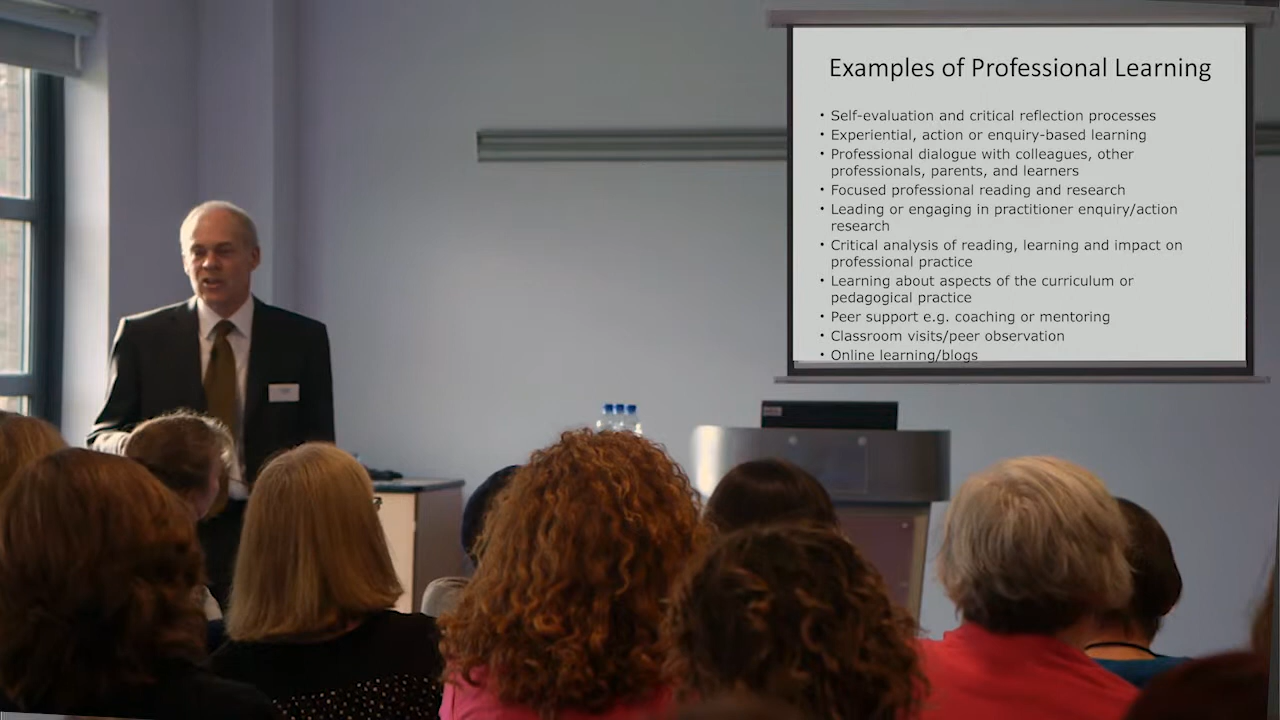 Examples of Professional Learning
• Self-evaluation and critical reflection processes
• Experiential, action or enquiry-based learning
• Professional dialogue with colleagues, other
professionals, parents, and learners
• Focused professional reading and research
• Leading or engaging in practitioner enquiry/action
research
• Critical analysis of reading, learning and impact on
professional practice
• Learning about aspects of the curriculum or
pedagogical practice
• Peer support e.g. coaching or mentoring
• Classroom visits/peer observation
• Online learning/blogs